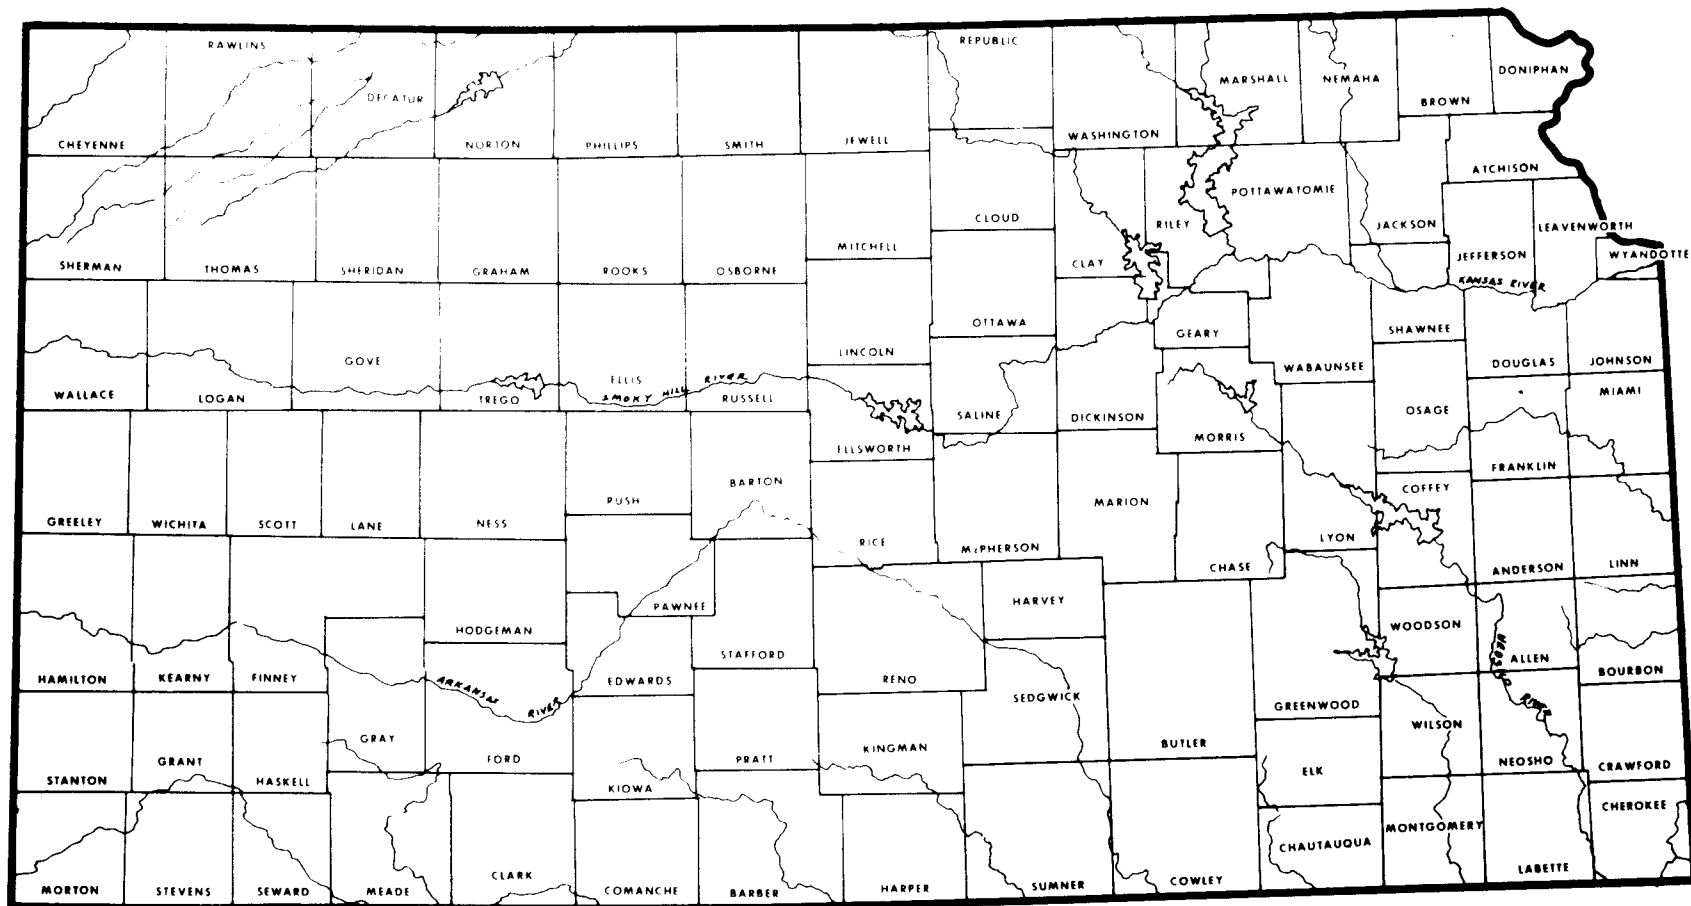 RAWLINS
REPUBLIC
DONIPHAN
MARSHALL
NEMAHA
DECATUR
BROWN
CHEYENNE
NORTON
PHILLIPS
SMITH
JEWELL
WASHINGTON
ATCHISON
POTTAWATOMIE
CLOUD
RILEY
JACKSON
LEAVENWORTH
MITCHELL
SHERMAN
THOMAS
SHERIDAN
GRAHAM
ROOKS
OSBORNE
CLAY
JEFFERSON
WYANDOTTE
KANSAS RIVER
OTTAWA
GEARY
SHAWNEE
GOVE
LINCOLN
WABAUNSEE
DOUGLAS
JOHNSON
ELLIS
SMOKY HILL RIVER
WALLACE
LOGAN
TREGO
RUSSELL
SALINE
DICKINSON
OSAGE
MIAMI
ELLSWORTH
MORRIS
FRANKLIN
BARTON
RUSH
MARION
COFFEY
GREELEY
WICHITA
SCOTT
LANE
NESS
RICE
McPHERSON
LYON
CHASE
ANDERSON
LINN
PAWNEE
HARVEY
HODGEMAN
WOODSON
STAFFORD
ALLEN
NEOSHO RIVER
BOURBON
HAMILTON
KEARNY
FINNEY
ARKANSAS RIVER
EDWARDS
RENO
SEDGWICK
GREENWOOD
WILSON
GRAY
FORD
PRATT
KINGMAN
BUTLER
STANTON
GRANT
HASKELL
KIOWA
ELK
NEOSHO
CRAWFORD
CHEROKEE
MONTGOMERY
CHAUTAUQUA
MORTON
STEVENS
SEWARD
MEADE
CLARK
COMANCHE
BARBER
HARPER
SUMNER
COWLEY
LABETTE